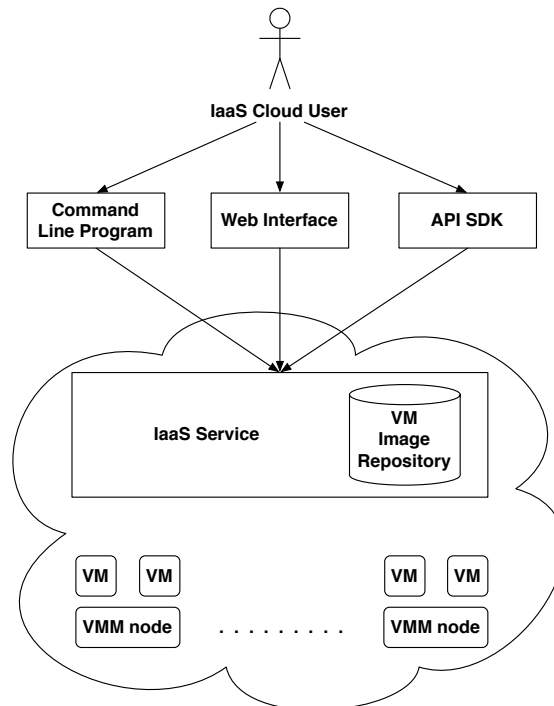 IaaS Cloud User
Command
Line Program
Web Interface
API SDK
IaaS Service
VM
Image
Repository
VM VM VM VM
VMM node . . . . . . . . . VMM node